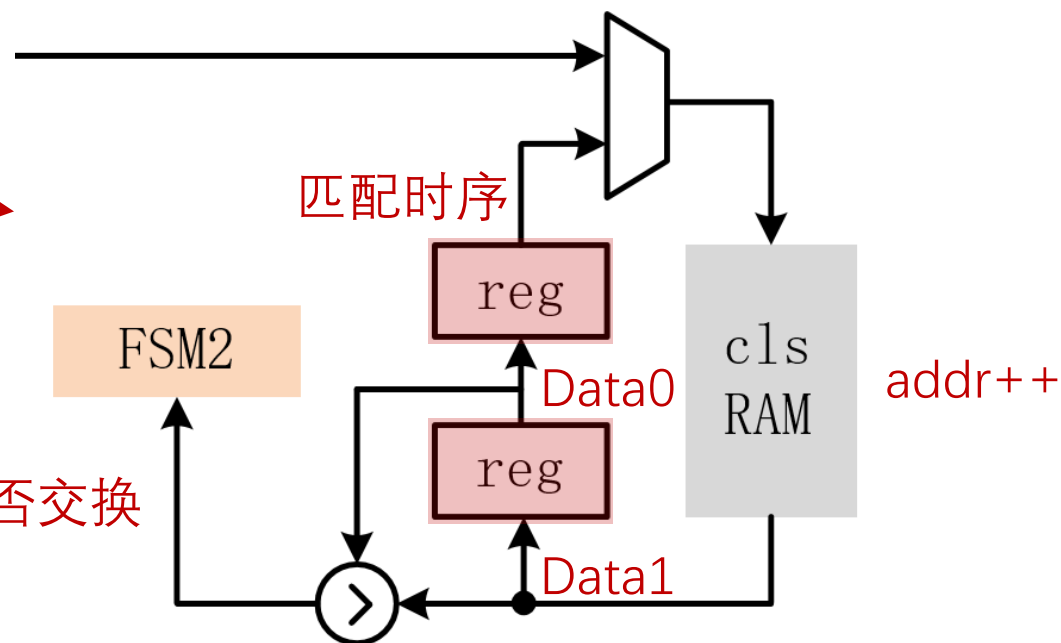 匹配时序
reg
FSM2
cls
RAM
addr++
Data0
reg
否交换
Data1